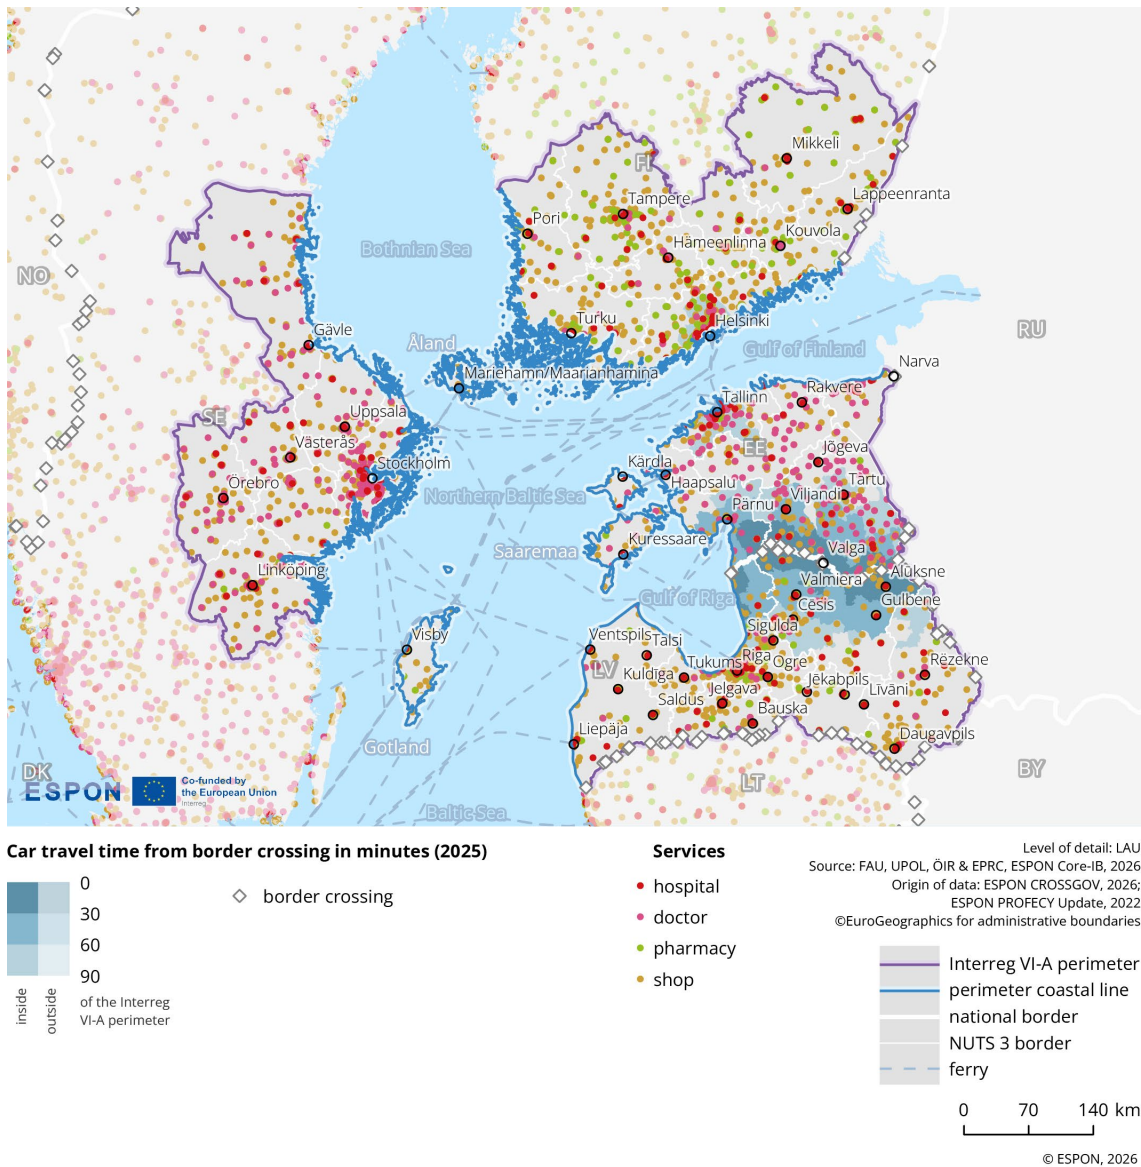 Mikkeli
FI
Lappeenranta
Tampere
Pori
Kouvola
Hämeenlinna
Bothnian Sea
NO
Turku
Helsinki
Gävle
Åland
Gulf of Finland
RU
Narva
Mariehamn/Maarianhamina
Rakvere
Tallinn
SE
Uppsala
Västerås
EE
Jõgeva
Stockholm
Kärdla
Örebro
Haapsalu
Tartu
Northern Baltic Sea
Viljandi
Pärnu
Kuressaare
Saaremaa
Valga
Linköping
Alūksne
Valmiera
Gulf of Riga
Cēsis
Gulbene
Sigulda
Visby
Ventspils
Talsi
Rīga
Ogre
Rēzekne
Tukums
LV
Kuldīga
Jēkabpils
Jelgava
Līvāni
Saldus
Bauska
Liepāja
Daugavpils
Gotland
DK
LT
BY
ESPON
Co-funded by
the European Union
Interreg
Baltic Sea
Car travel time from border crossing in minutes (2025)
0
30
60
90
inside
outside
of the Interreg
VI-A perimeter
border crossing
Services
hospital
doctor
pharmacy
shop
Level of detail: LAU
Source: FAU, UPOL, ÖIR & EPRC, ESPON Core-IB, 2026
Origin of data: ESPON CROSSGOV, 2026;
ESPON PROFECY Update, 2022
©EuroGeographics for administrative boundaries
Interreg VI-A perimeter
perimeter coastal line
national border
NUTS 3 border
ferry
0 70 140 km
© ESPON, 2026